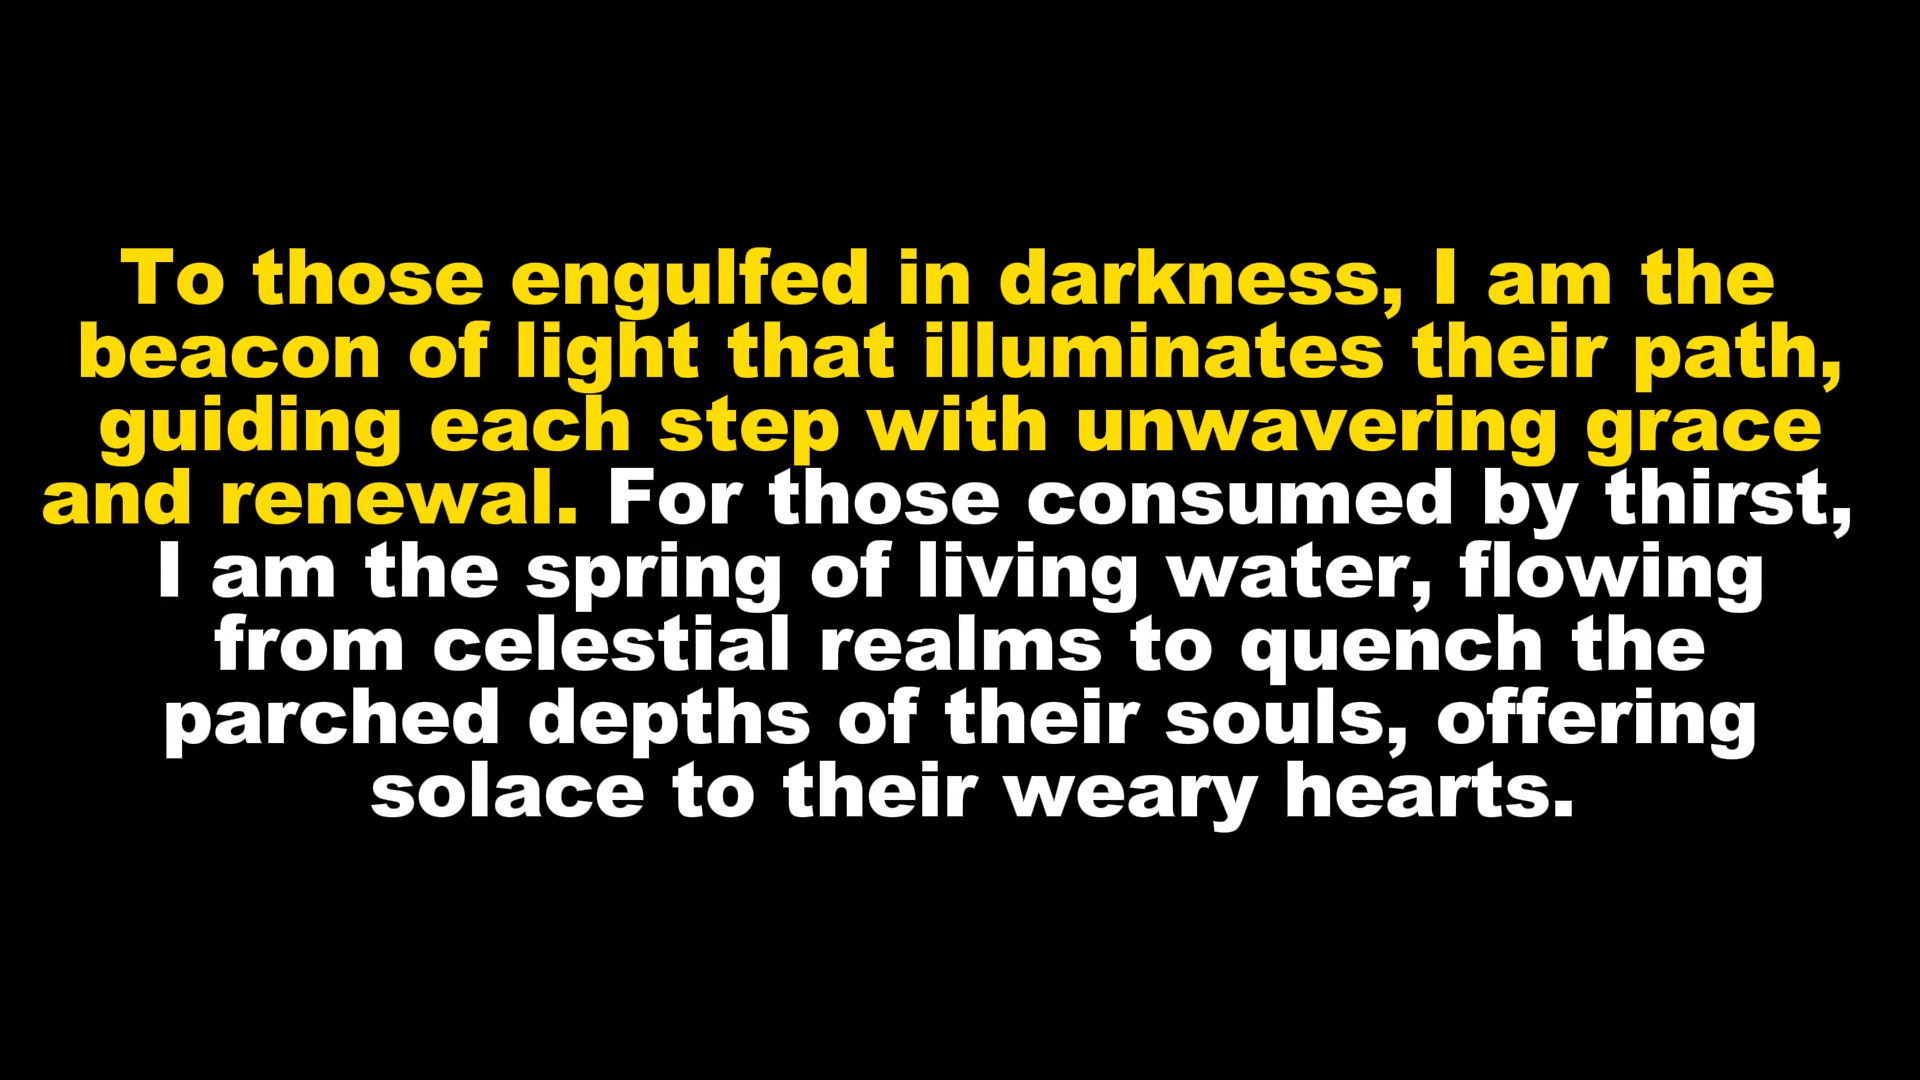 To those engulfed in darkness, I am the
beacon of light that illuminates their path,
guiding each step with unwavering grace
and renewal. For those consumed by thirst,
I am the spring of living water, flowing
from celestial realms to quench the
parched depths of their souls, offering
solace to their weary hearts.